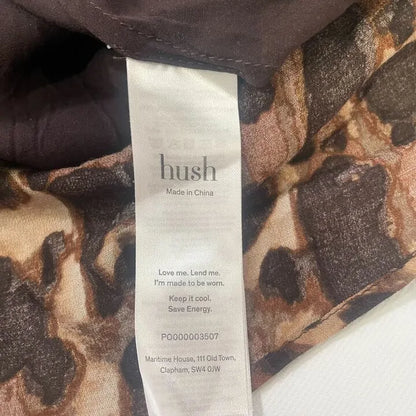 hush
Made in China
Love me. Lend me.
I'm made to be worn.
Keep it cool.
Save Energy.
PO000003507
Maritime House, 111 Old Town,
Clapham, SW4 0JW